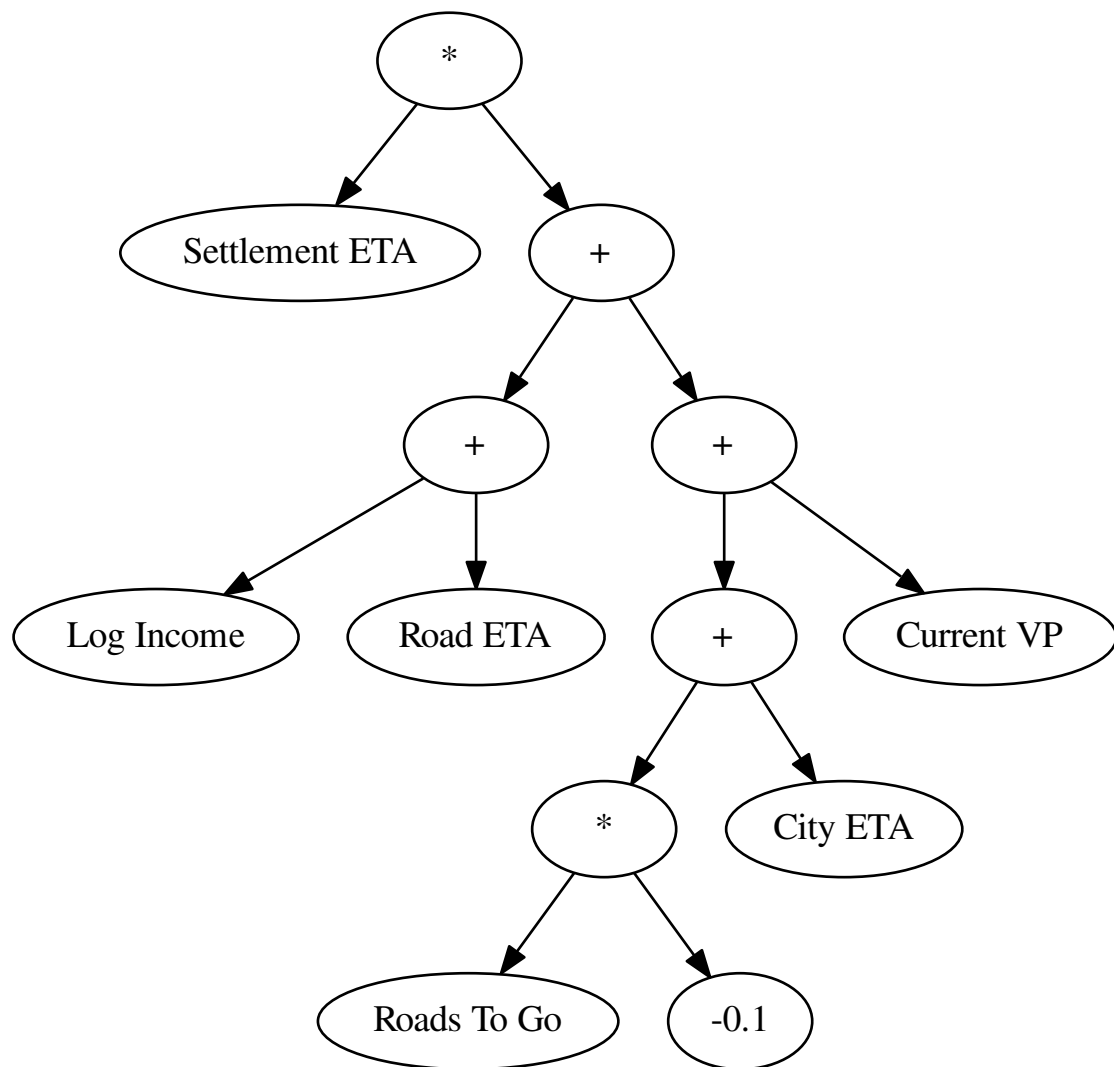 *
Settlement ETA
+
+
+
Log Income
Road ETA
+
Current VP
*
City ETA
Roads To Go
-0.1